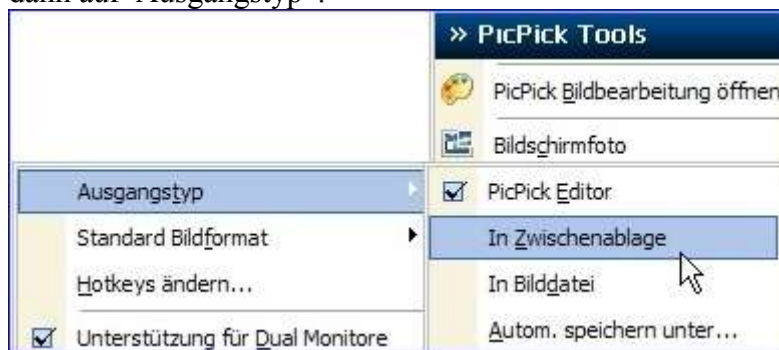 dann auf "Ausgangstyp".
» PicPick Tools
PicPick Bildbearbeitung öffnen
Bildschirmfoto
Ausgangstyp
PicPick Editor
Standard Bildformat
In Zwischenablage
Hotkeys ändern...
In Bilddatei
Unterstützung für Dual Monitore
Autom. speichern unter...